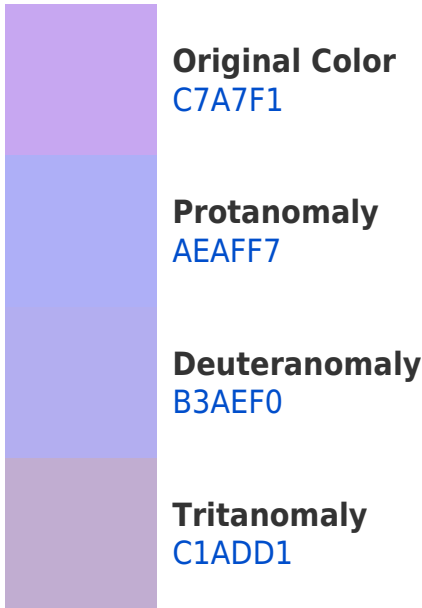 Original Color
C7A7F1
Protanomaly
AEAFF7
Deuteranomaly
B3AEF0
Tritanomaly
C1ADD1